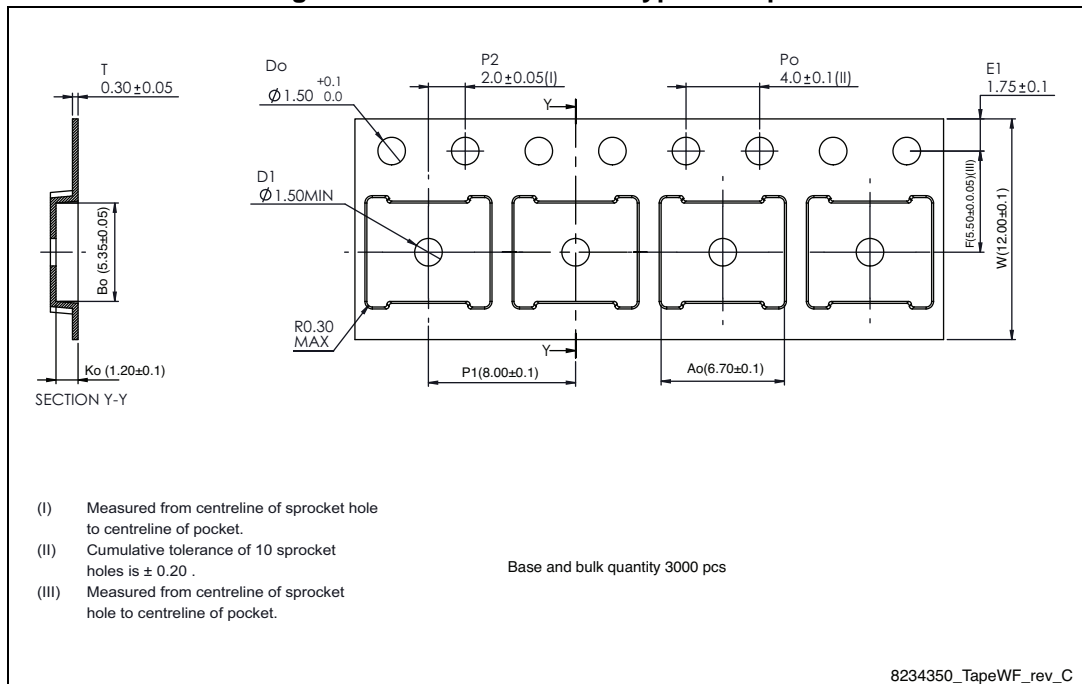 T
0.30±0.05
Do
Ø1.50 +0.1 0.0
P2
2.0±0.05(I)
Po
4.0±0.1(II)
E1
1.75±0.1
Y
D1
Ø1.50MIN
Bo (5.35±0.05)
F(5.50±0.0.05)(III)
W(12.00±0.1)
R0.30
MAX
Y
Ko (1.20±0.1)
P1(8.00±0.1)
Ao(6.70±0.1)
SECTION Y-Y
(I) Measured from centreline of sprocket hole
to centreline of pocket.
(II) Cumulative tolerance of 10 sprocket
holes is ± 0.20 .
(III) Measured from centreline of sprocket
hole to centreline of pocket.
Base and bulk quantity 3000 pcs
8234350_TapeWF_rev_C